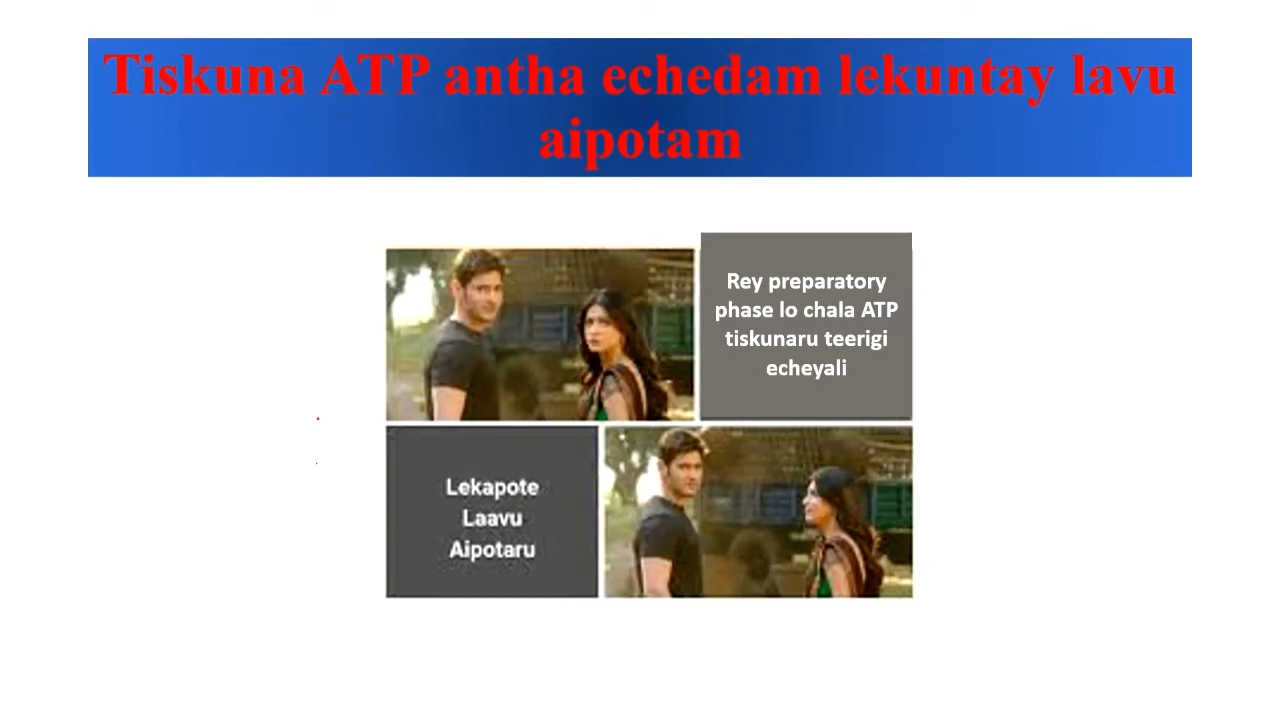 Tiskuna ATP antha echedam lekuntay lavu
aipotam
Rey preparatory
phase lo chala ATP
tiskunaru teerigi
echeyali
Lekapote
Laavu
Aipotaru